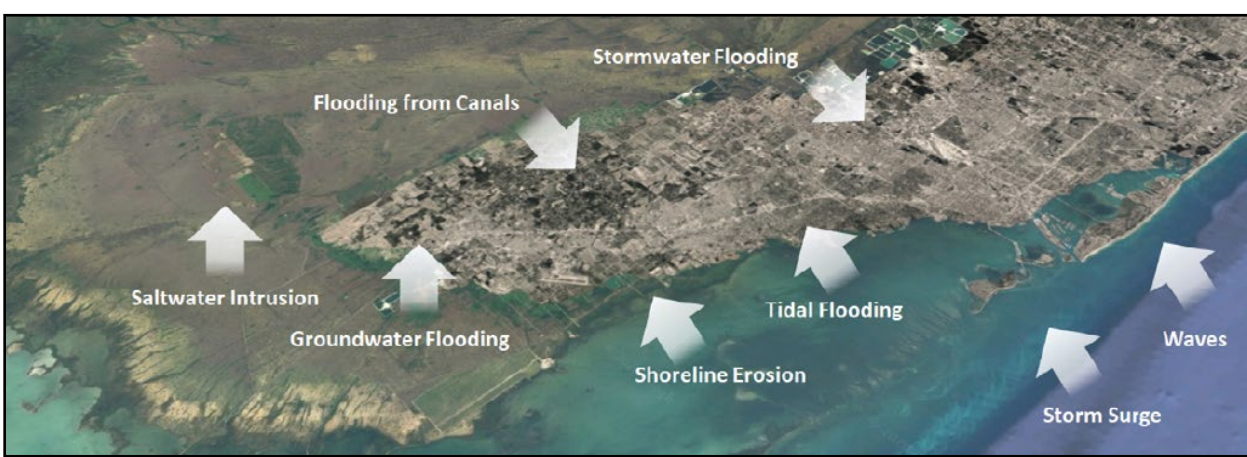 Stormwater Flooding
Flooding from Canals
Saltwater Intrusion
Groundwater Flooding
Tidal Flooding
Shoreline Erosion
Waves
Storm Surge